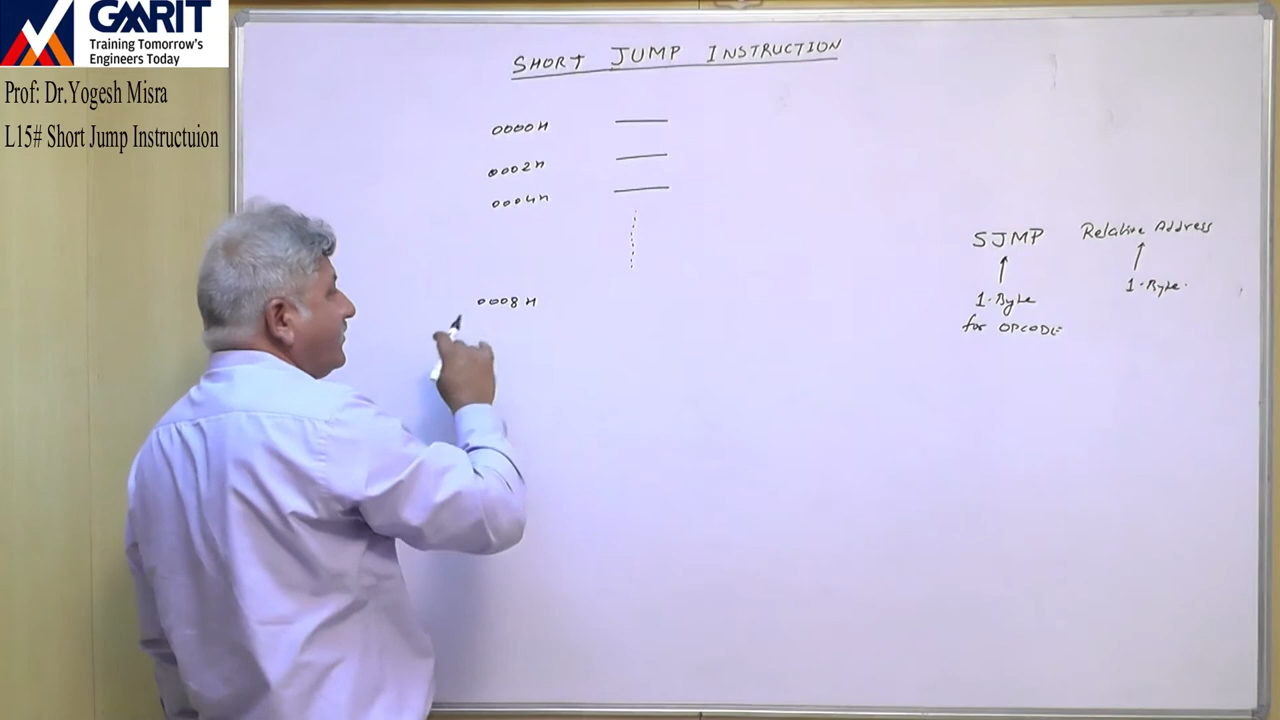 GMRIT
Training Tomorrow's
Engineers Today
Prof: Dr.Yogesh Misra
L15# Short Jump Instructuion
SHORT JUMP INSTRUCTION
0000H
0002H
0004H
0008H
SJMP Relative Address
1-Byte
for OPCODE
1-Byte